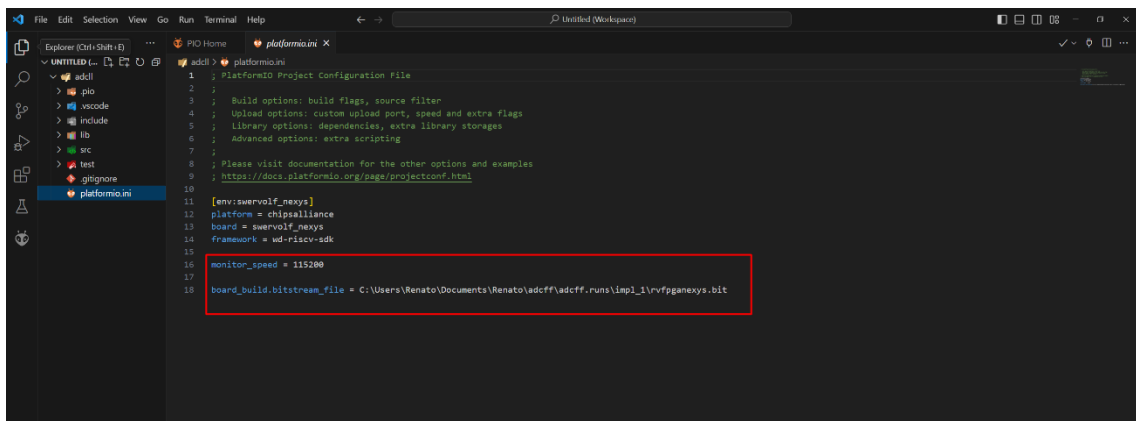 File Edit Selection View Go Run Terminal Help
Untitled (Workspace)
Explorer (Ctrl+Shift+E)
PIO Home
platformio.ini
UNTITLED (...
adcll
.pio
.vscode
include
lib
src
test
.gitignore
platformio.ini
adcll > platformio.ini
1 ; PlatformIO Project Configuration File
2 ;
3 ; Build options: build flags, source filter
4 ; Upload options: custom upload port, speed and extra flags
5 ; Library options: dependencies, extra library storages
6 ; Advanced options: extra scripting
7 ;
8 ; Please visit documentation for the other options and examples
9 ; https://docs.platformio.org/page/projectconf.html
10
11 [env:swervolf_nexys]
12 platform = chipsalliance
13 board = swervolf_nexys
14 framework = wd-riscv-sdk
15
16 monitor_speed = 115200
17
18 board_build.bitstream_file = C:\Users\Renato\Documents\Renato\adcff\adcff.runs\impl_1\rvfpganexys.bit